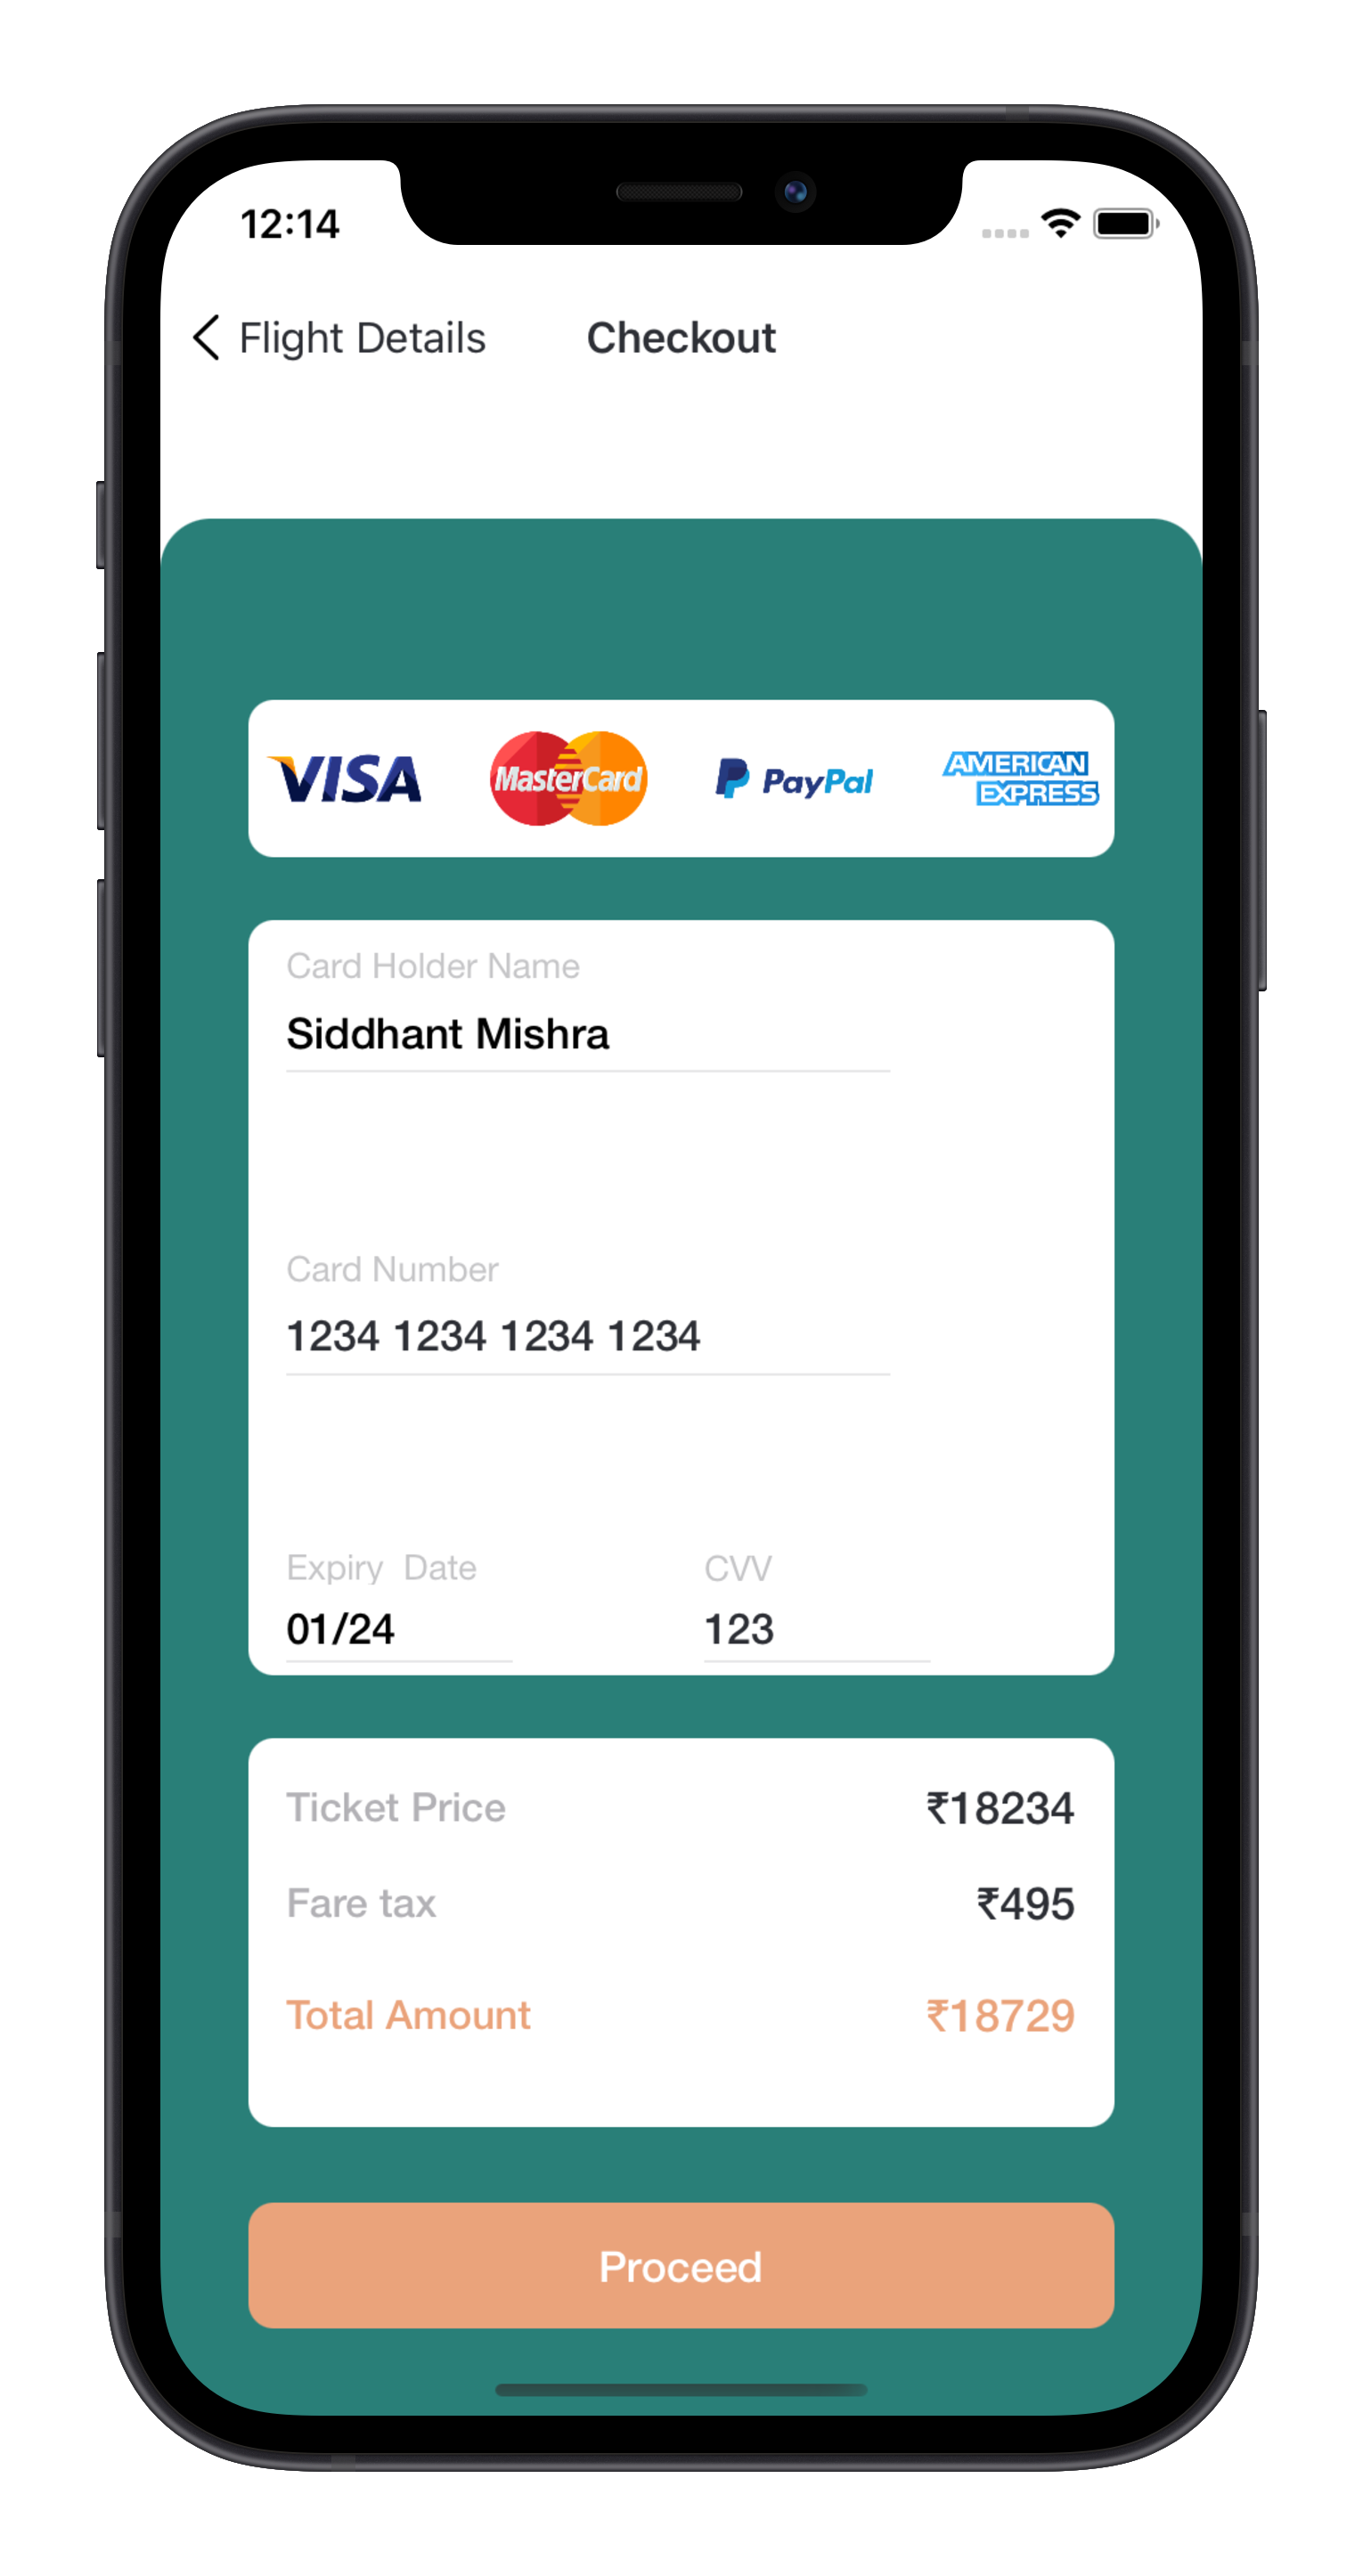 12:14
Flight Details Checkout
VISA MasterCard PayPal AMERICAN
EXPRESS
Card Holder Name
Siddhant Mishra
Card Number
1234 1234 1234 1234
Expiry Date CVV
01/24 123
Ticket Price ₹18234
Fare tax ₹495
Total Amount ₹18729
Proceed